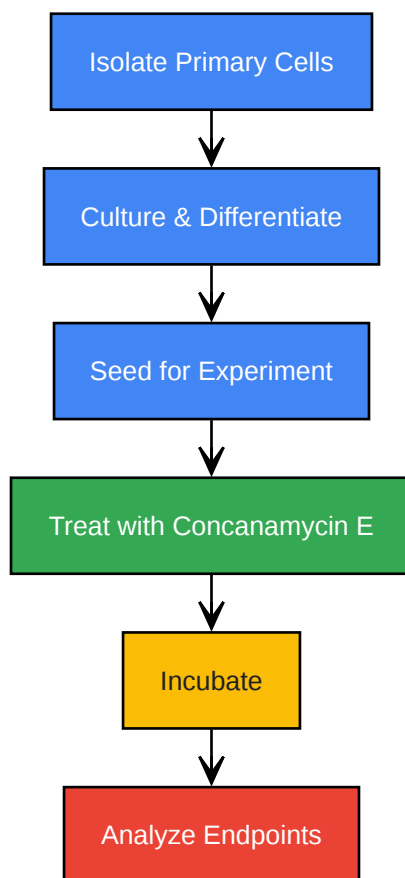 Isolate Primary Cells
Culture & Differentiate
Seed for Experiment
Treat with Concanamycin E
Incubate
Analyze Endpoints